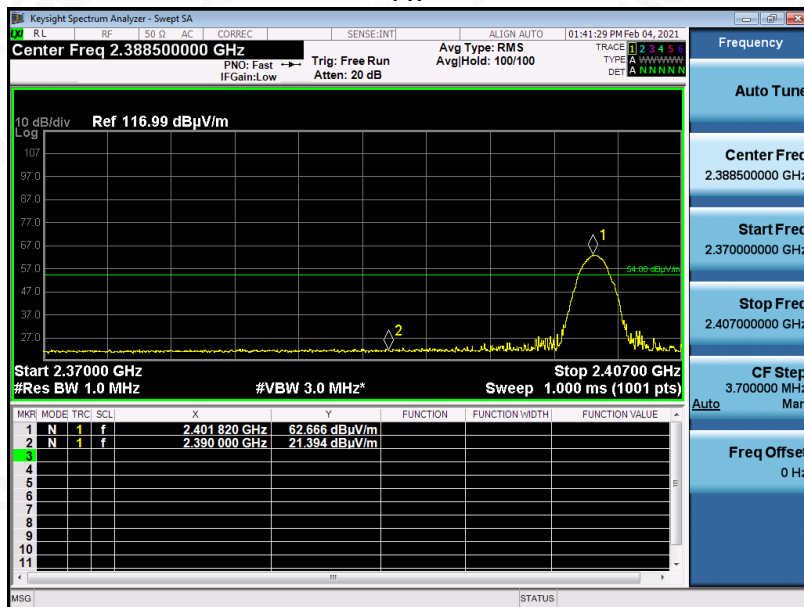 Keysight Spectrum Analyzer - Swept SA
RL RF 50 Ω AC CORREC SENSE:INT ALIGN AUTO 01:41:29 PM Feb 04, 2021
Center Freq 2.388500000 GHz
PNO: Fast
IFGain:Low
Trig: Free Run
Atten: 20 dB
Avg Type: RMS
Avg|Hold: 100/100
TRACE 1 2 3 4 5 6
TYPE A W W W W W
DET A N N N N N
10 dB/div Ref 116.99 dBµV/m
Log
107
97.0
87.0
77.0
67.0
57.0
47.0
37.0
27.0
1
54.00 dBµV/m
2
Start 2.37000 GHz Stop 2.40700 GHz
#Res BW 1.0 MHz #VBW 3.0 MHz* Sweep 1.000 ms (1001 pts)
MKR MODE TRC SCL X Y FUNCTION FUNCTION WIDTH FUNCTION VALUE
1 N 1 f 2.401 820 GHz 62.666 dBµV/m
2 N 1 f 2.390 000 GHz 21.394 dBµV/m
3
4
5
6
7
8
9
10
11
MSG STATUS
Frequency
Auto Tune
Center Freq
2.388500000 GHz
Start Freq
2.370000000 GHz
Stop Freq
2.407000000 GHz
CF Step
3.700000 MHz
Auto Man
Freq Offset
0 Hz